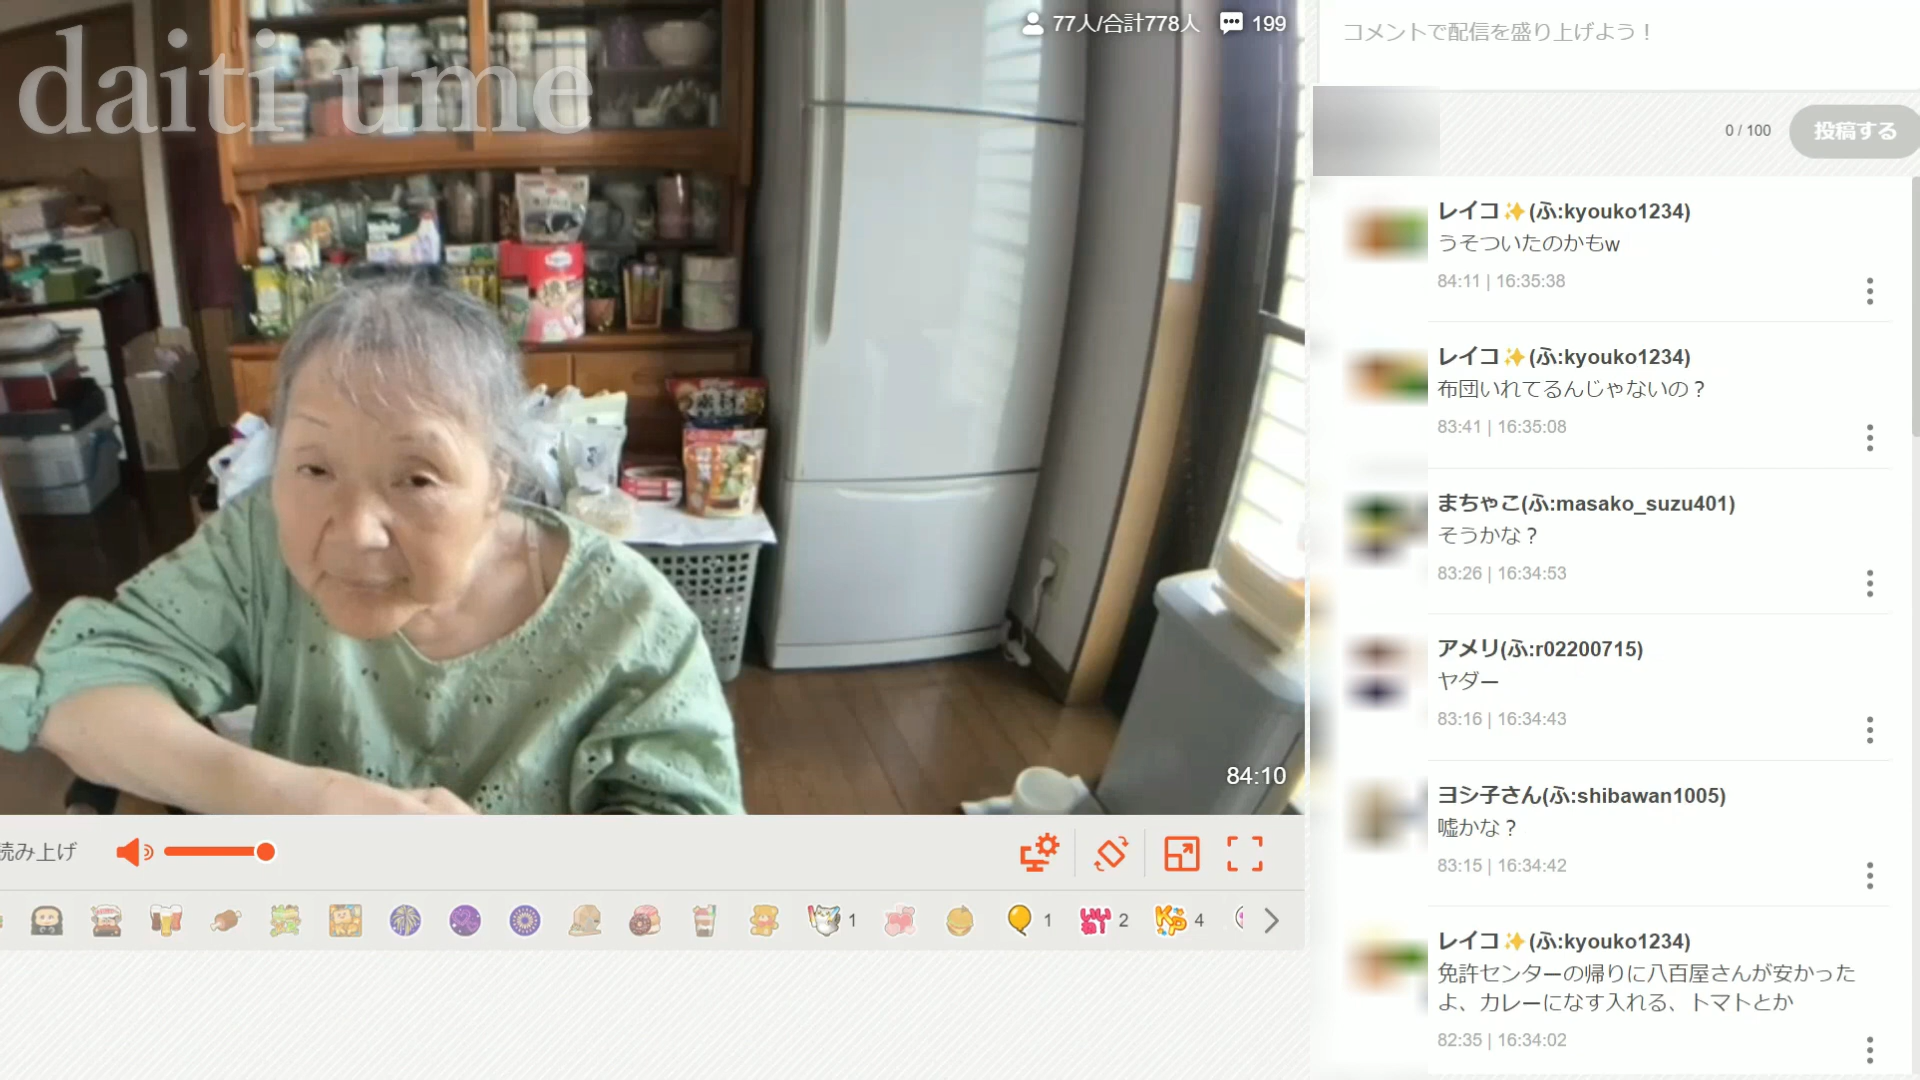 daiti ume
77人/合計778人 199
84:10
読み上げ
1
1
2
4
コメントで配信を盛り上げよう！
0 / 100
投稿する
レイコ✨(ふ:kyouko1234)
うそついたのかもw
84:11 | 16:35:38
レイコ✨(ふ:kyouko1234)
布団いれてるんじゃないの？
83:41 | 16:35:08
まちゃこ(ふ:masako_suzu401)
そうかな？
83:26 | 16:34:53
アメリ(ふ:r02200715)
ヤダー
83:16 | 16:34:43
ヨシ子さん(ふ:shibawan1005)
嘘かな？
83:15 | 16:34:42
レイコ✨(ふ:kyouko1234)
免許センターの帰りに八百屋さんが安かった
よ、カレーになす入れる、トマトとか
82:35 | 16:34:02